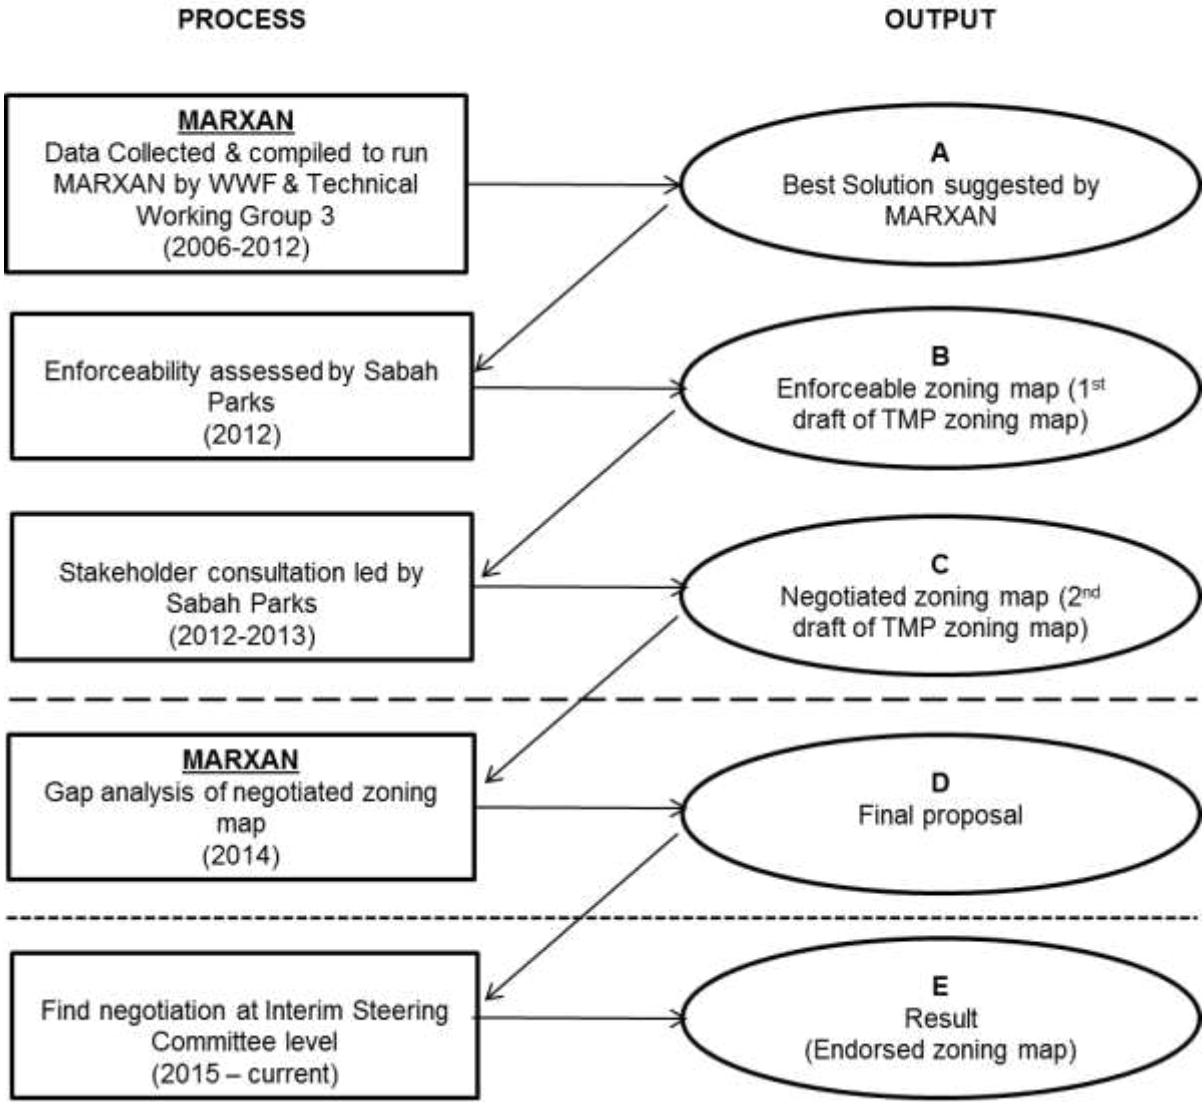 PROCESS
OUTPUT
MARXAN
Data Collected & compiled to run
MARXAN by WWF & Technical
Working Group 3
(2006-2012)
A
Best Solution suggested by
MARXAN
Enforceability assessed by Sabah
Parks
(2012)
B
Enforceable zoning map (1st
draft of TMP zoning map)
Stakeholder consultation led by
Sabah Parks
(2012-2013)
C
Negotiated zoning map (2nd
draft of TMP zoning map)
MARXAN
Gap analysis of negotiated zoning
map
(2014)
D
Final proposal
Find negotiation at Interim Steering
Committee level
(2015 – current)
E
Result
(Endorsed zoning map)